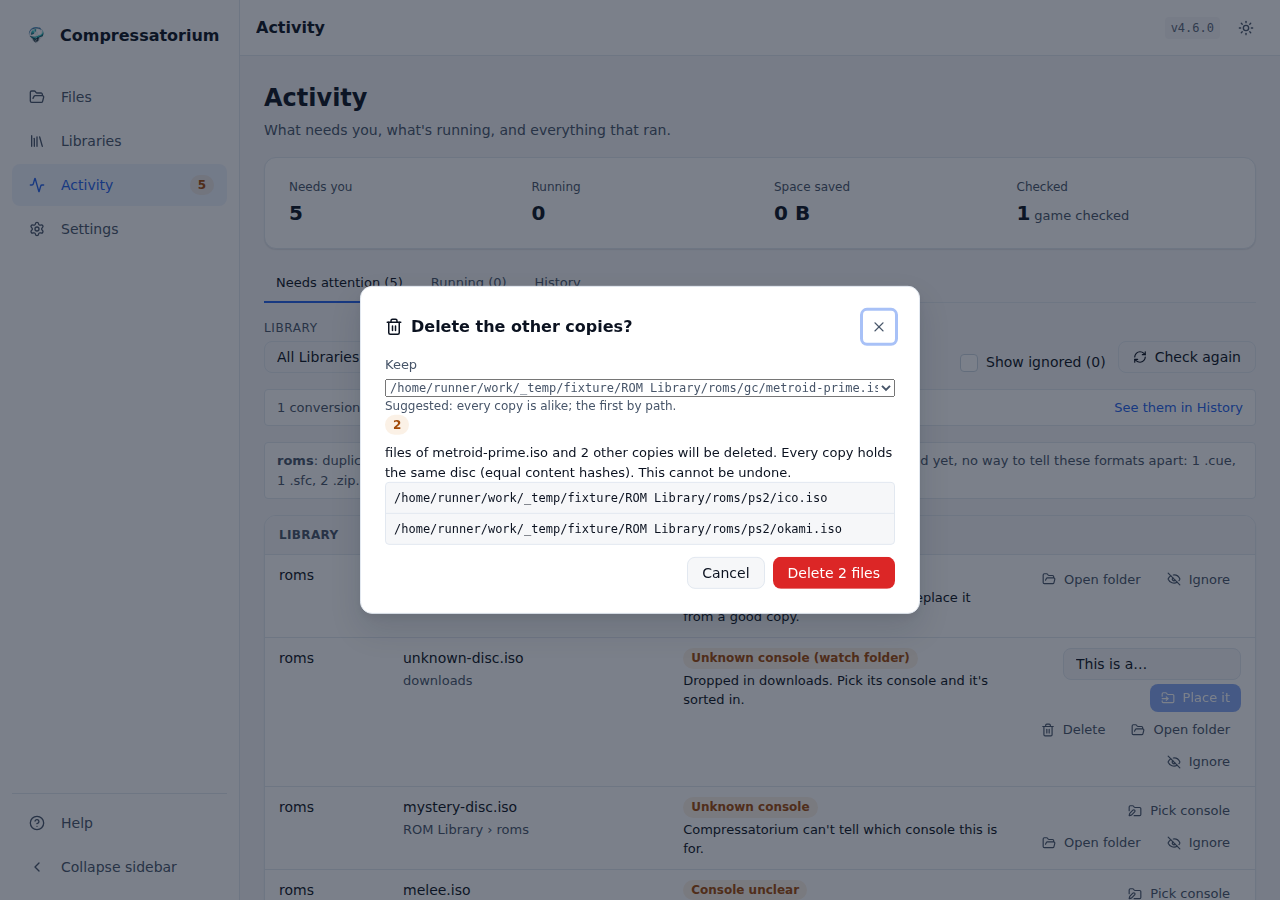 Compressatorium
Activity
v4.6.0
Files
Libraries
Activity
5
Settings
Help
Collapse sidebar
Activity
What needs you, what's running, and everything that ran.
Needs you
5
Running
0
Space saved
0 B
Checked
1 game checked
Needs attention (5)
Running (0)
History
LIBRARY
All Libraries
Show ignored (0)
Check again
1 conversion
See them in History
roms: duplic
d yet, no way to tell these formats apart: 1 .cue,
1 .sfc, 2 .zip.
LIBRARY
Delete the other copies?
Keep
/home/runner/work/_temp/fixture/ROM Library/roms/gc/metroid-prime.is
Suggested: every copy is alike; the first by path.
2
files of metroid-prime.iso and 2 other copies will be deleted. Every copy holds
the same disc (equal content hashes). This cannot be undone.
/home/runner/work/_temp/fixture/ROM Library/roms/ps2/ico.iso
/home/runner/work/_temp/fixture/ROM Library/roms/ps2/okami.iso
Cancel
Delete 2 files
roms
eplace it
from a good copy.
Open folder
Ignore
roms
unknown-disc.iso
downloads
Unknown console (watch folder)
Dropped in downloads. Pick its console and it's
sorted in.
This is a…
Place it
Delete
Open folder
Ignore
roms
mystery-disc.iso
ROM Library › roms
Unknown console
Compressatorium can't tell which console this is
for.
Pick console
Open folder
Ignore
roms
melee.iso
Console unclear
Pick console